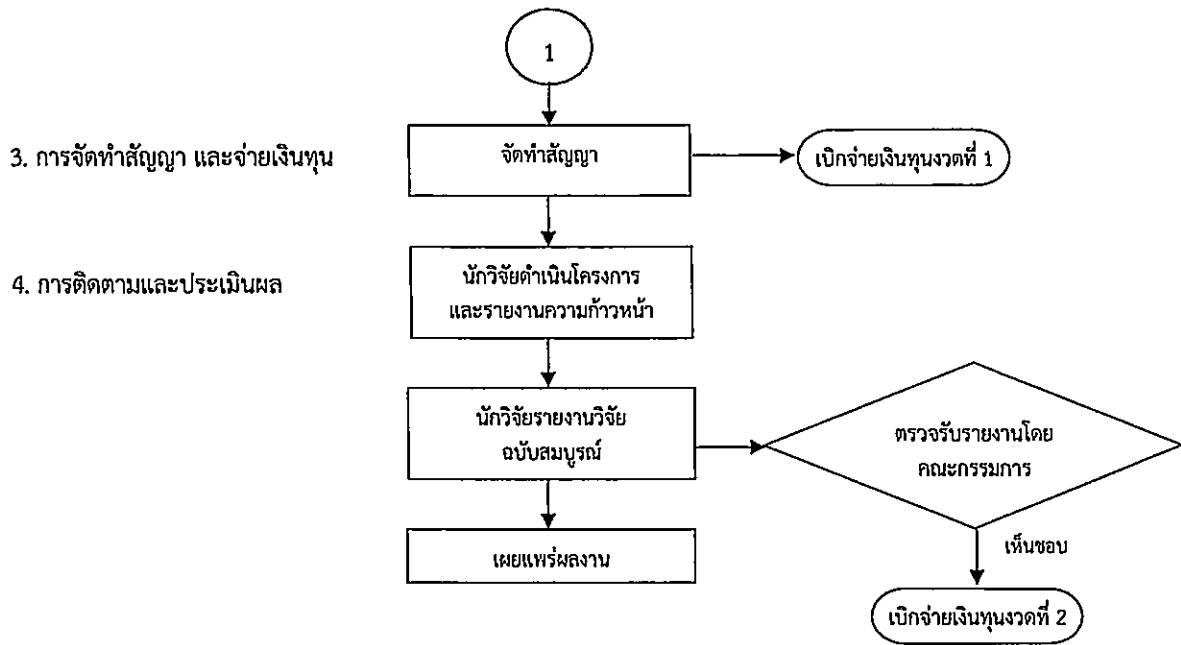 1
3. การจัดทำสัญญา และจ่ายเงินทุน
จัดทำสัญญา
เบิกจ่ายเงินทุนงวดที่ 1
4. การติดตามและประเมินผล
นักวิจัยดำเนินโครงการ
และรายงานความก้าวหน้า
นักวิจัยรายงานวิจัย
ฉบับสมบูรณ์
ตรวจรับรายงานโดย
คณะกรรมการ
เผยแพร่ผลงาน
เห็นชอบ
เบิกจ่ายเงินทุนงวดที่ 2